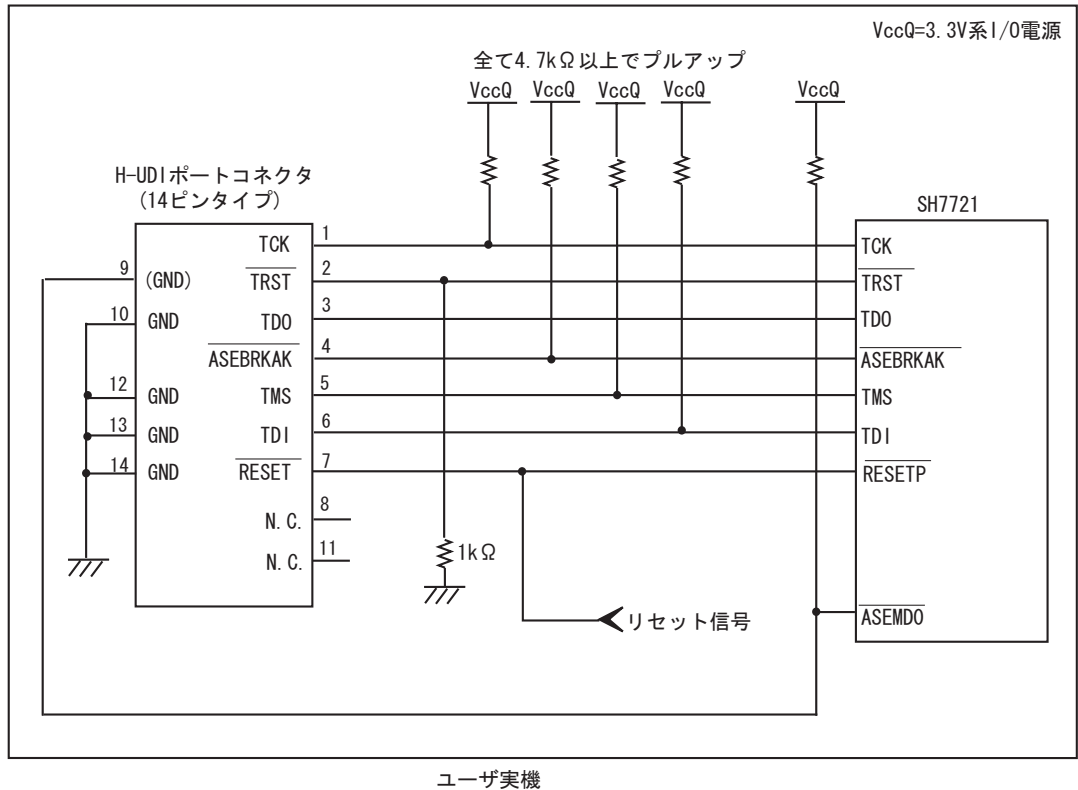 VccQ=3.3V系I/O電源
全て4.7kΩ以上でプルアップ
VccQ VccQ VccQ VccQ VccQ
H-UDIポートコネクタ
(14ピンタイプ)
SH7721
TCK 1 TCK
9 (GND) TRST 2 TRST
10 GND TDO 3 TDO
ASEBRKAK 4 ASEBRKAK
12 GND TMS 5 TMS
13 GND TDI 6 TDI
14 GND RESET 7 RESETP
N.C. 8
N.C. 11
1kΩ
リセット信号
ASEMD0
ユーザ実機